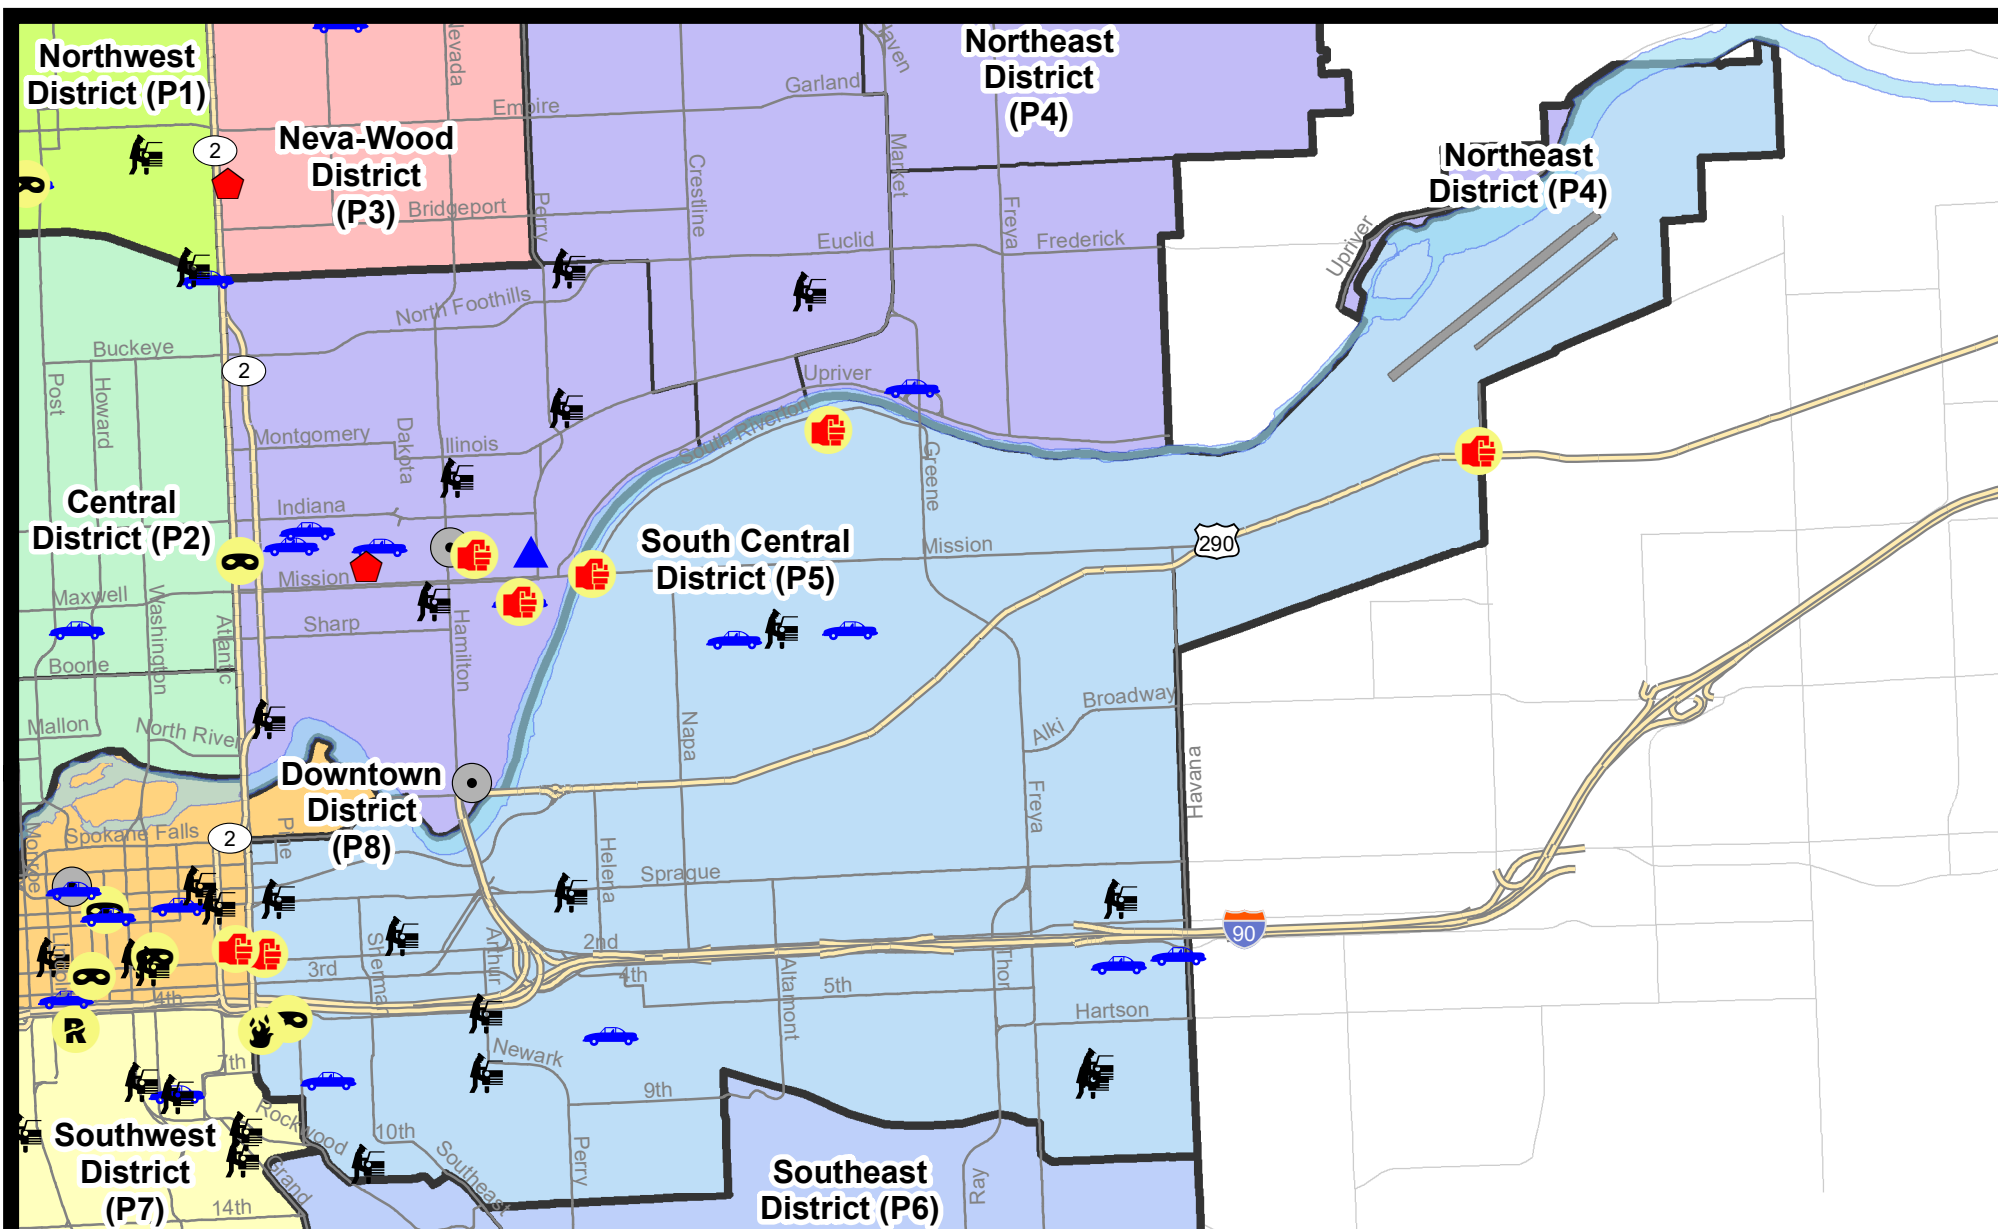 Northwest
District (P1)
Neva-Wood
District
(P3)
Northeast
District
(P4)
Northeast
District (P4)
Central
District (P2)
South Central
District (P5)
Downtown
District
(P8)
Southwest
District
(P7)
Southeast
District (P6)
Nevada
Haven
Garland
Empire
2
Crestline
Market
Perry
Bridgeport
Freya
Euclid
Frederick
Upriver
North Foothills
Buckeye
2
Post
Howard
Upriver
South Riverton
Montgomery
Dakota
Illinois
Greene
Indiana
Mission
Mission
290
Maxwell
Washington
Atlantic
Sharp
Hamilton
Boone
Broadway
Mallon
North River
Napa
Alki
Havana
Freya
Spokane Falls
2
Pine
Monroe
Helena
Sprague
Lincoln
Sherman
Arthur
2nd
90
3rd
4th
4th
5th
Altamont
Thor
Hartson
R
7th
Newark
9th
Rockwood
10th
Southeast
Perry
Grand
Ray
14th
R